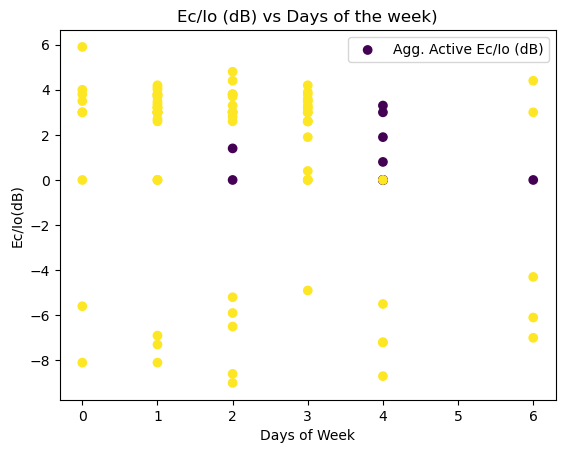 Ec/Io (dB) vs Days of the week)
Agg. Active Ec/Io (dB)
6
4
2
0
−2
−4
−6
−8
Ec/Io(dB)
0 1 2 3 4 5 6
Days of Week